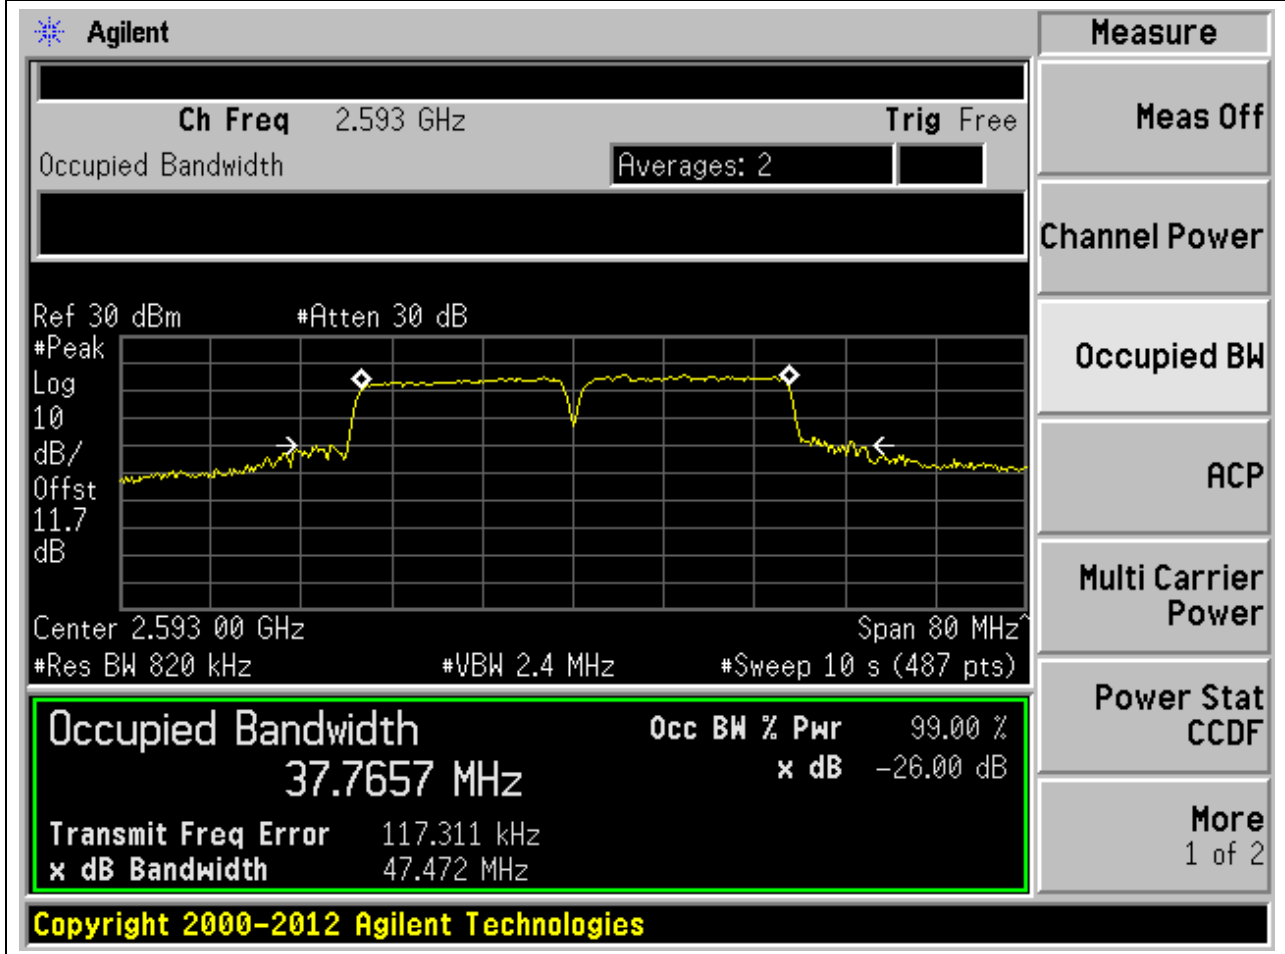 Agilent
Measure
Ch Freq 2.593 GHz
Trig Free
Meas Off
Occupied Bandwidth
Averages: 2
Channel Power
Ref 30 dBm
#Atten 30 dB
#Peak
Log
10
dB/
Offst
11.7
dB
Occupied BW
ACP
Center 2.593 00 GHz
Span 80 MHz^
#Res BW 820 kHz
#VBW 2.4 MHz
#Sweep 10 s (487 pts)
Multi Carrier
Power
Occupied Bandwidth
37.7657 MHz
Occ BW % Pwr 99.00 %
x dB -26.00 dB
Transmit Freq Error 117.311 kHz
x dB Bandwidth 47.472 MHz
Power Stat
CCDF
More
1 of 2
Copyright 2000-2012 Agilent Technologies